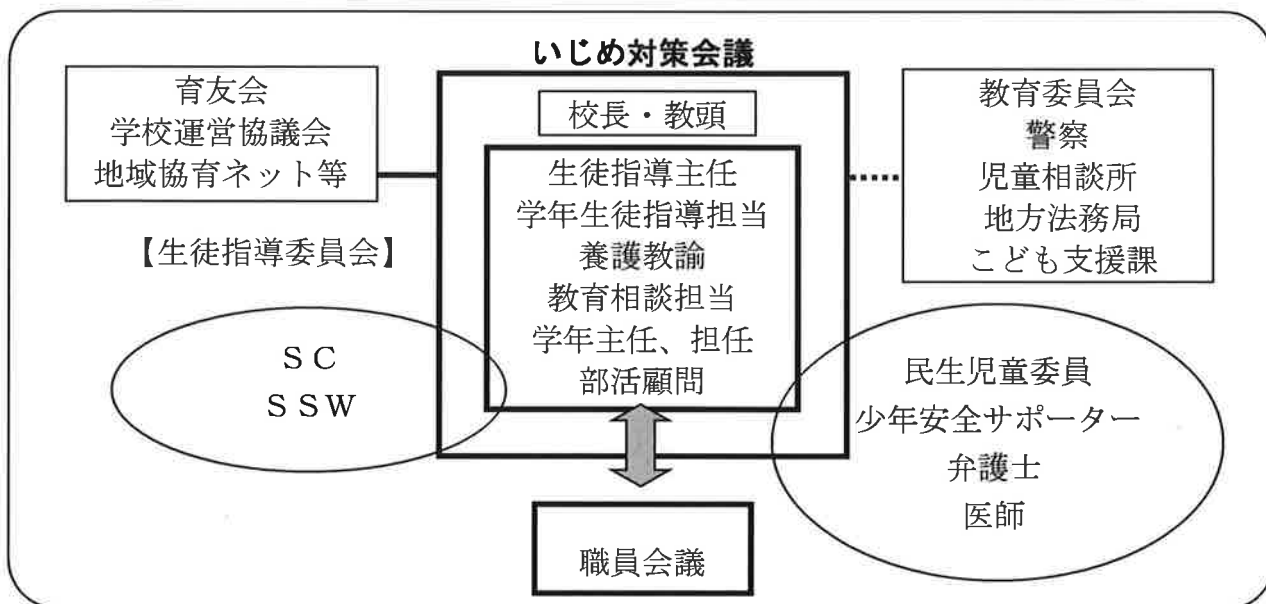 いじめ対策会議
育友会
学校運営協議会
地域協育ネット等
校長・教頭
生徒指導主任
学年生徒指導担当
養護教諭
教育相談担当
学年主任、担任
部活顧問
教育委員会
警察
児童相談所
地方法務局
こども支援課
【生徒指導委員会】
ＳＣ
ＳＳＷ
民生児童委員
少年安全サポーター
弁護士
医師
職員会議